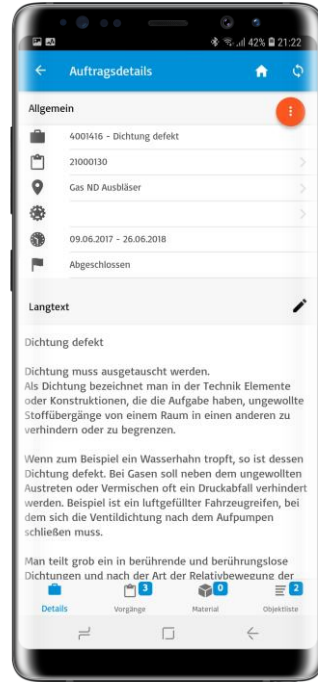 42% 21:22
Auftragsdetails
Allgemein
4001416 - Dichtung defekt
21000130
Gas ND Ausbläser
09.06.2017 - 26.06.2018
Abgeschlossen
Langtext
Dichtung defekt
Dichtung muss ausgetauscht werden.
Als Dichtung bezeichnet man in der Technik Elemente
oder Konstruktionen, die die Aufgabe haben, ungewollte
Stoffübergänge von einem Raum in einen anderen zu
verhindern oder zu begrenzen.
Wenn zum Beispiel ein Wasserhahn tropft, so ist dessen
Dichtung defekt. Bei Gasen soll neben dem ungewollten
Austreten oder Vermischen oft ein Druckabfall verhindert
werden. Beispiel ist ein luftgefüllter Fahrzeugreifen, bei
dem sich die Ventildichtung nach dem Aufpumpen
schließen muss.
Man teilt grob ein in berührende und berührungslose
Dichtungen und nach der Art der Relativbewegung der
3 0 2
Details Vorgänge Material Objektliste